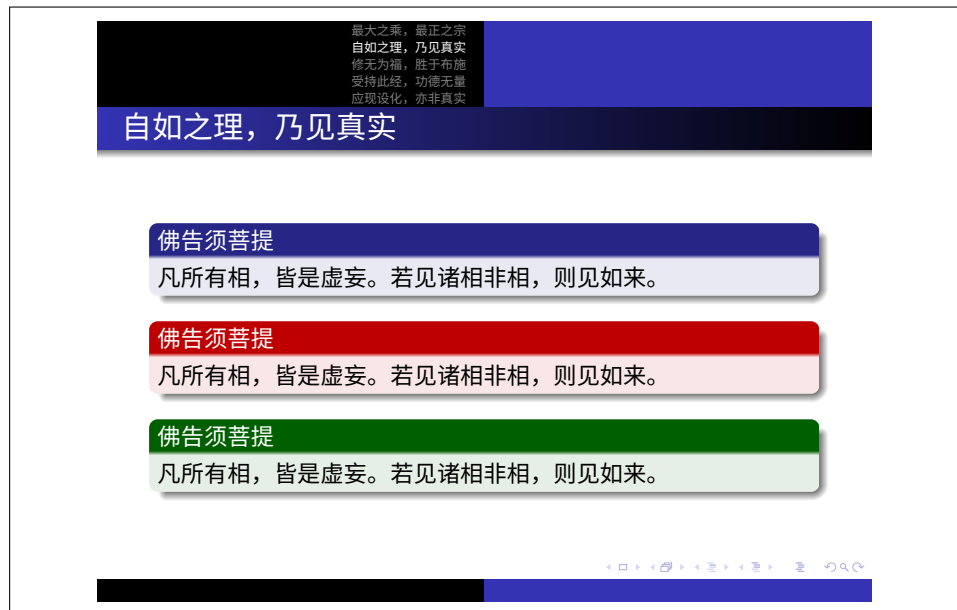 最大之乘，最正之宗
自如之理，乃见真实
修无为福，胜于布施
受持此经，功德无量
应现设化，亦非真实
自如之理，乃见真实
佛告须菩提
凡所有相，皆是虚妄。若见诸相非相，则见如来。
佛告须菩提
凡所有相，皆是虚妄。若见诸相非相，则见如来。
佛告须菩提
凡所有相，皆是虚妄。若见诸相非相，则见如来。